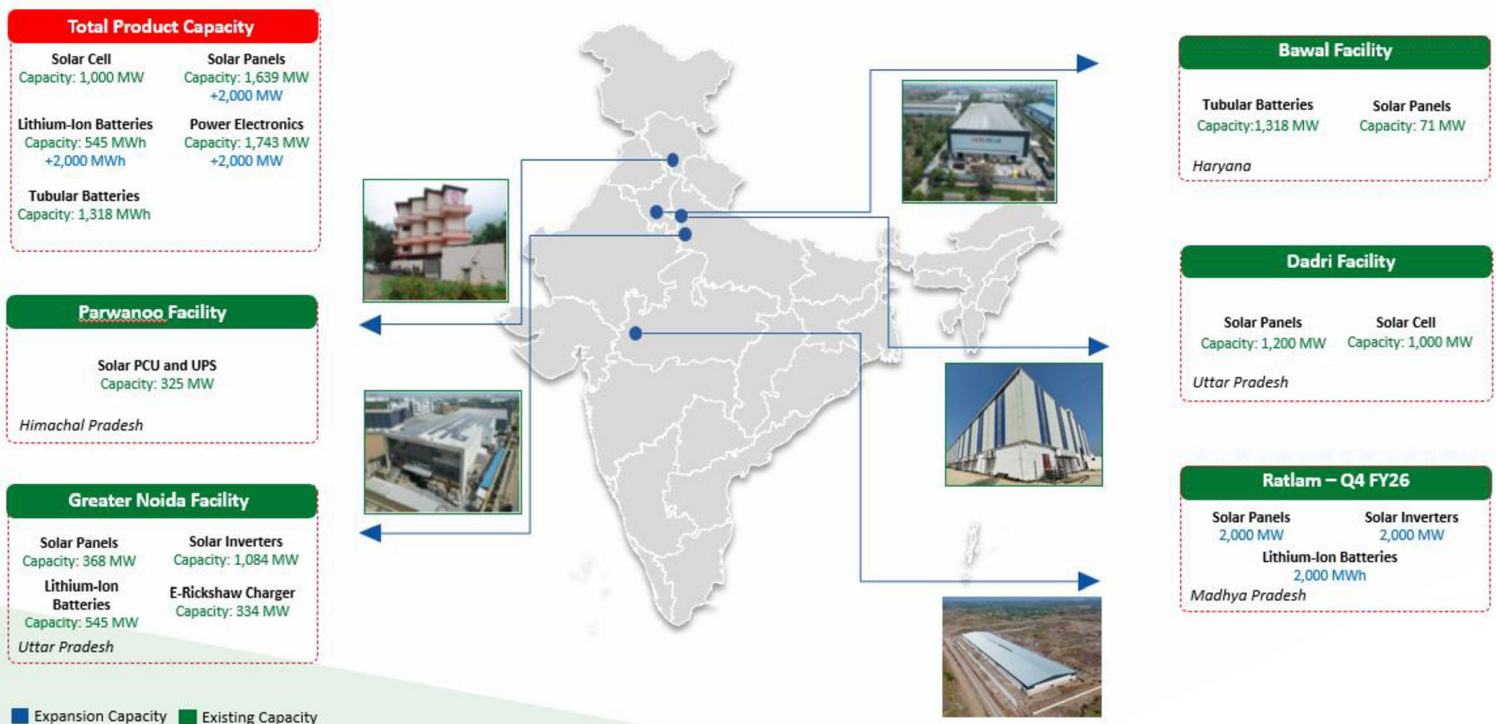 Total Product Capacity
Solar Cell
Capacity: 1,000 MW
Solar Panels
Capacity: 1,639 MW
+2,000 MW
Lithium-Ion Batteries
Capacity: 545 MWh
+2,000 MWh
Power Electronics
Capacity: 1,743 MW
+2,000 MW
Tubular Batteries
Capacity: 1,318 MWh
Parwanoo Facility
Solar PCU and UPS
Capacity: 325 MW
Himachal Pradesh
Greater Noida Facility
Solar Panels
Capacity: 368 MW
Solar Inverters
Capacity: 1,084 MW
Lithium-Ion
Batteries
Capacity: 545 MW
E-Rickshaw Charger
Capacity: 334 MW
Uttar Pradesh
Expansion Capacity
Existing Capacity
Bawal Facility
Tubular Batteries
Capacity:1,318 MW
Solar Panels
Capacity: 71 MW
Haryana
Dadri Facility
Solar Panels
Capacity: 1,200 MW
Solar Cell
Capacity: 1,000 MW
Uttar Pradesh
Ratlam – Q4 FY26
Solar Panels
2,000 MW
Solar Inverters
2,000 MW
Lithium-Ion Batteries
2,000 MWh
Madhya Pradesh